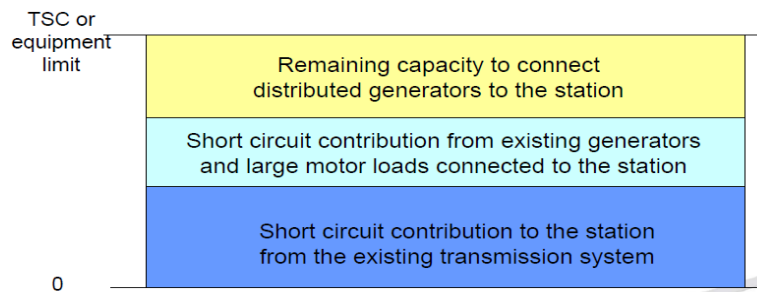 TSC or
equipment
limit
Remaining capacity to connect
distributed generators to the station
Short circuit contribution from existing generators
and large motor loads connected to the station
Short circuit contribution to the station
from the existing transmission system
0